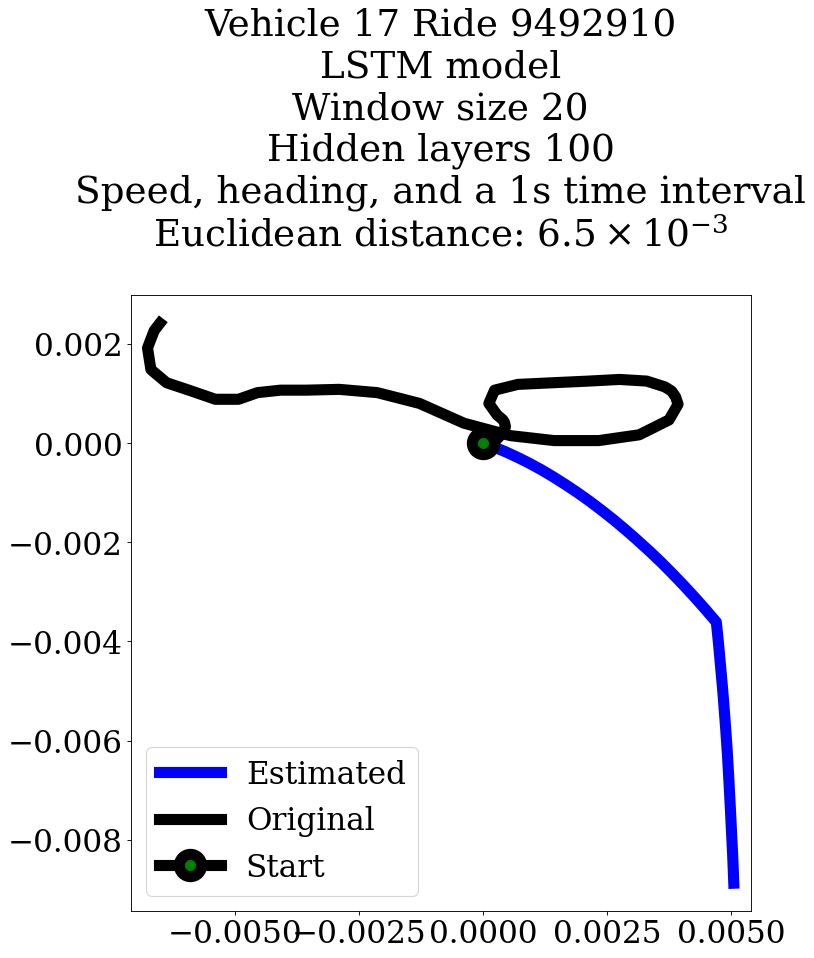 Vehicle 17 Ride 9492910
LSTM model
Window size 20
Hidden layers 100
Speed, heading, and a 1s time interval
Euclidean distance: 6.5 × 10⁻³
0.002
0.000
−0.002
−0.004
−0.006
−0.008
Estimated
Original
Start
−0.0050 −0.0025 0.0000 0.0025 0.0050